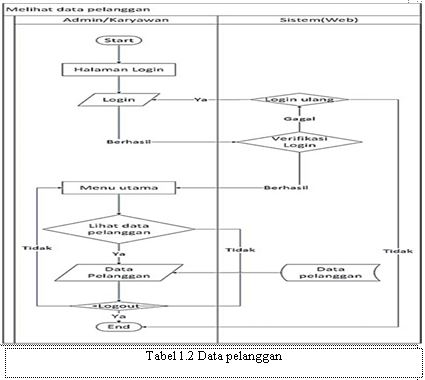 Melihat data pelanggan
Admin/Karyawan
Sistem(Web)
Start
Halaman Login
Login
Ya
Login ulang
Gagal
Verifikasi
Login
Berhasil
Berhasil
Menu utama
Lihat data
pelanggan
Tidak
Tidak
Tidak
Ya
Data
Pelanggan
Data
pelanggan
Logout
Ya
End
Tabel 1.2 Data pelanggan